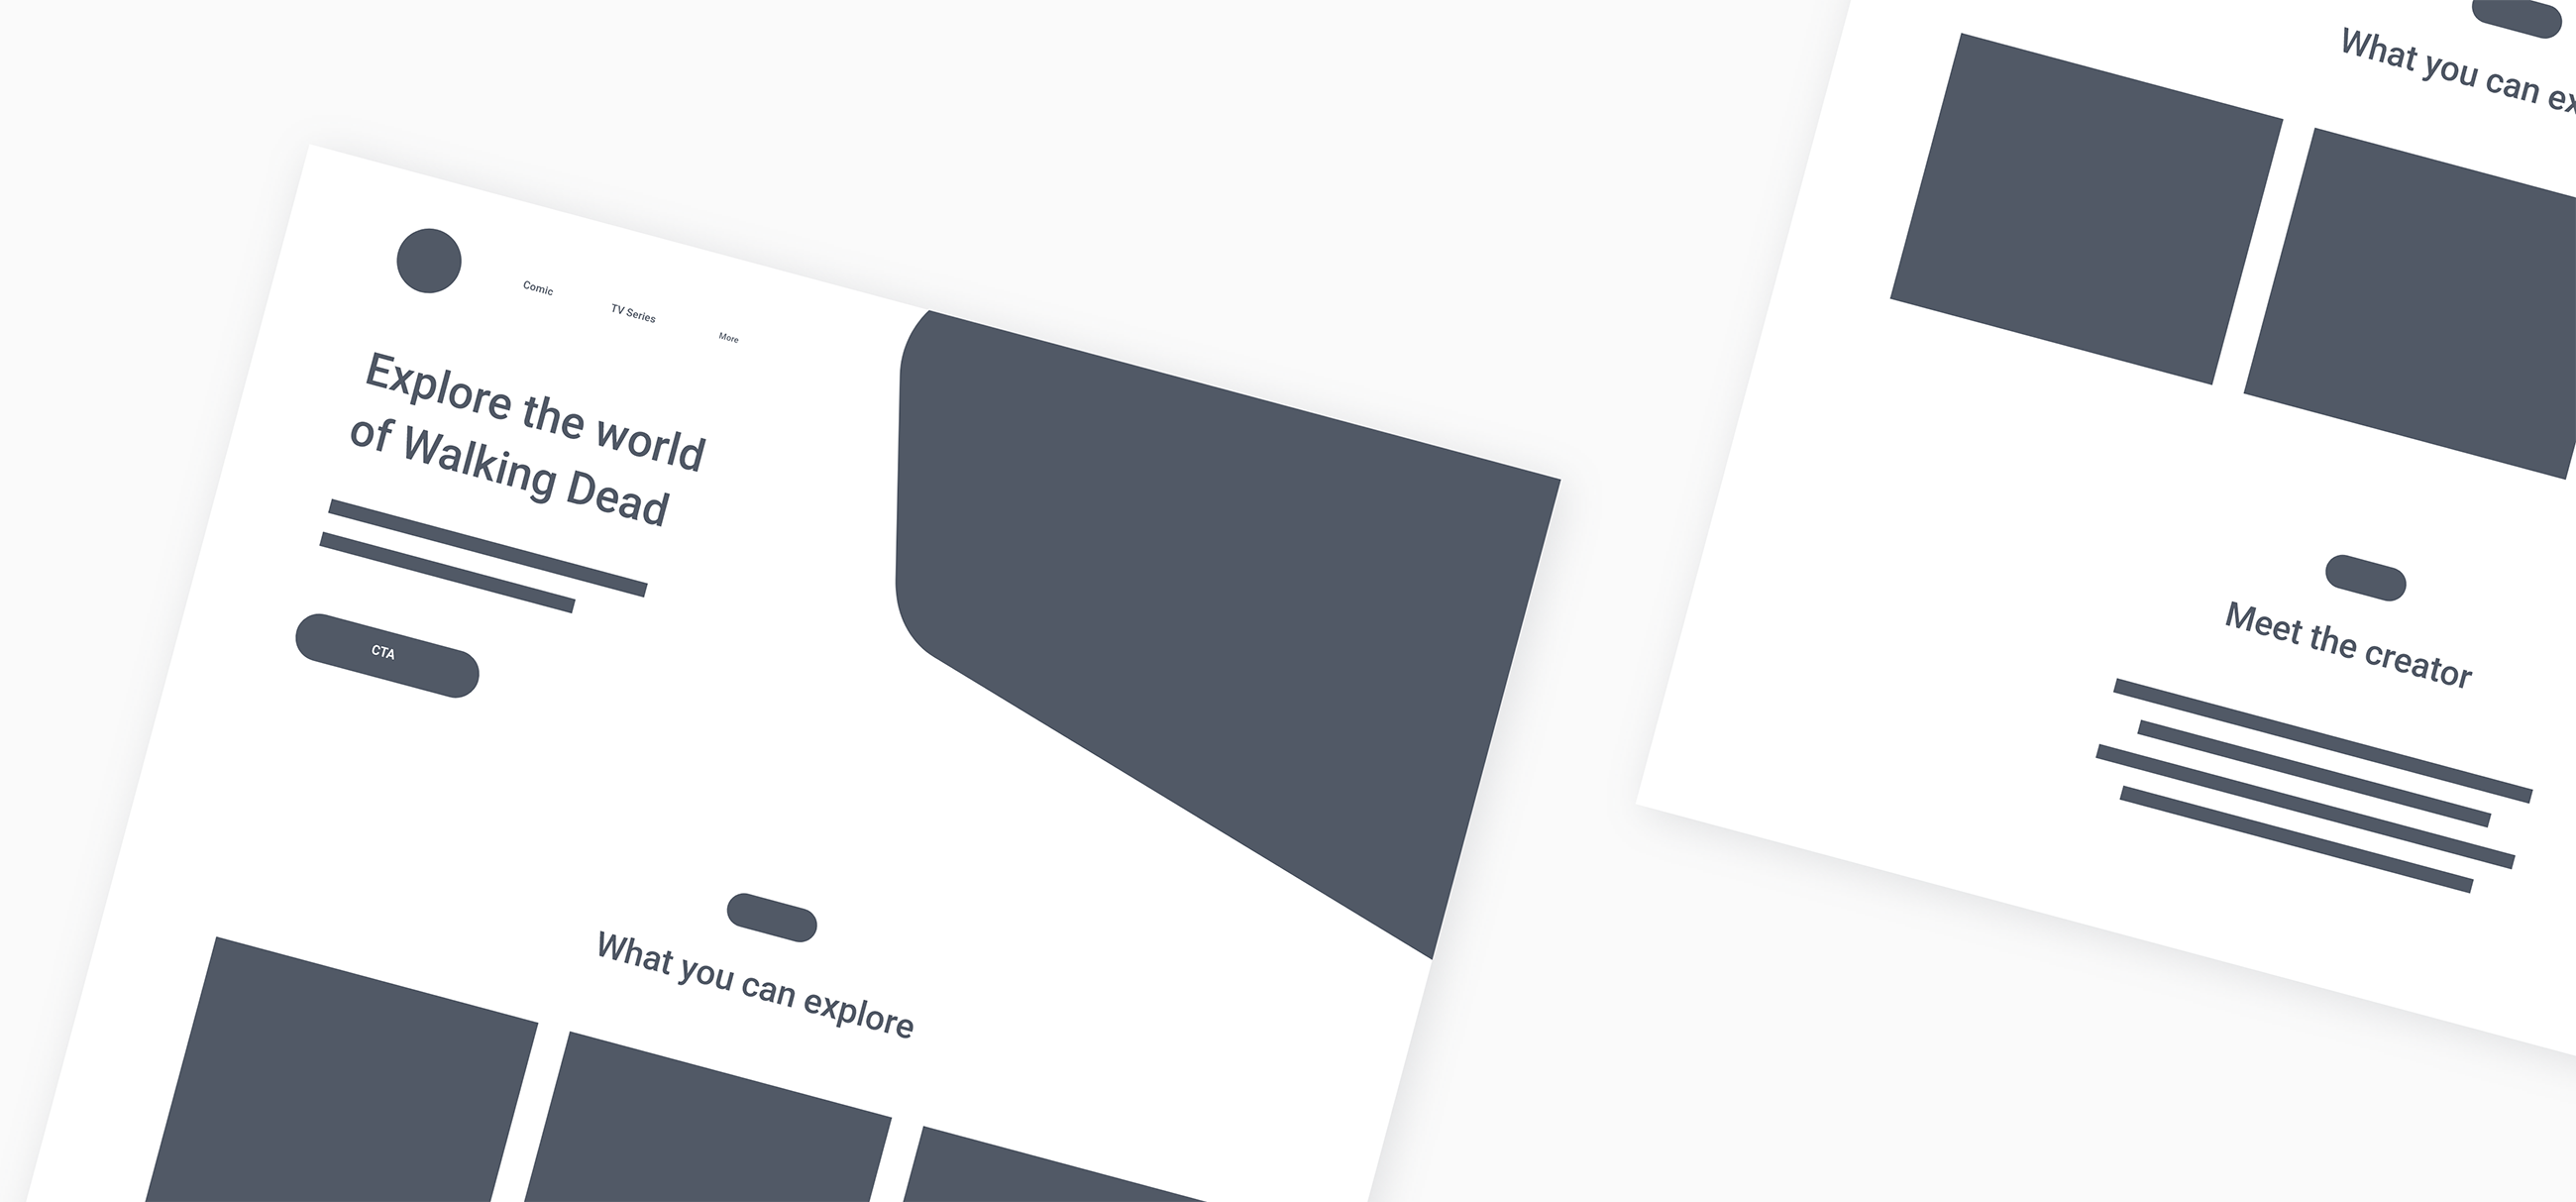 Comic
TV Series
More
Explore the world
of Walking Dead
CTA
What you can explore
What you can ex
Meet the creator